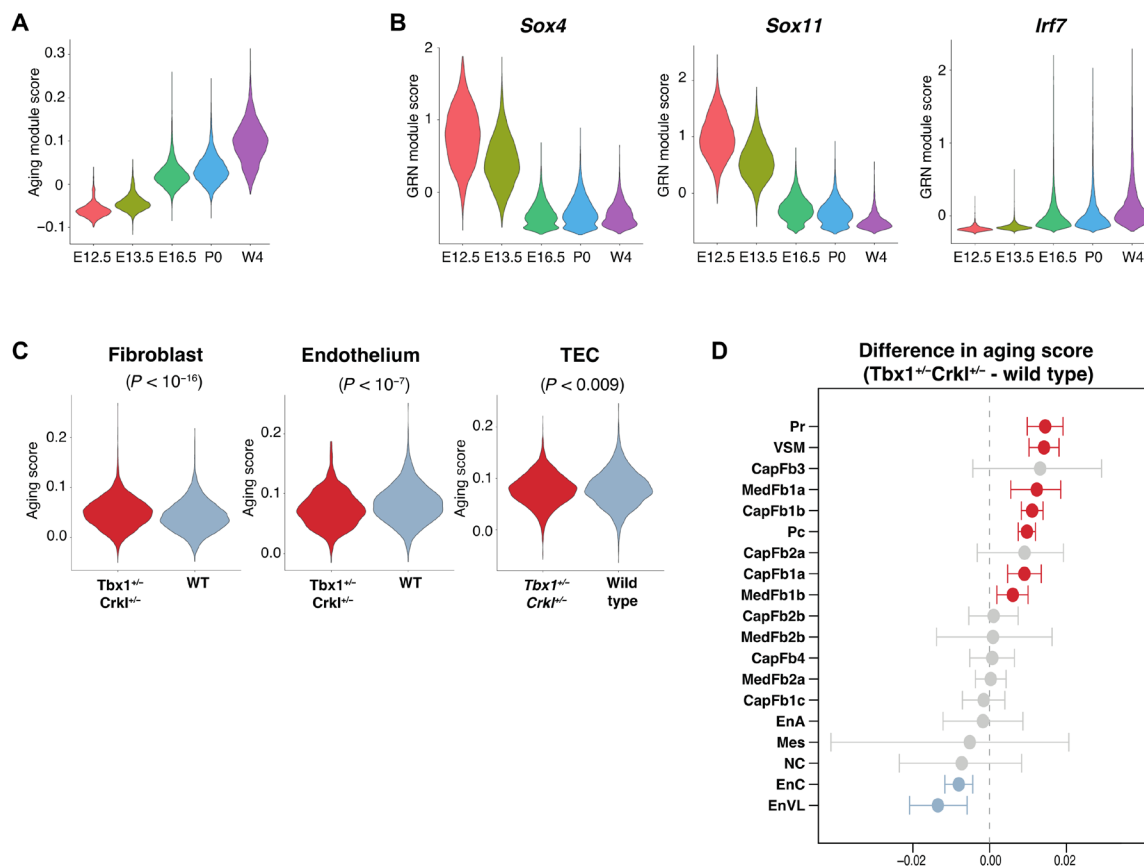 A
Aging module score
0.3
0.2
0.1
0
−0.1
E12.5 E13.5 E16.5 P0 W4
B
Sox4
GRN module score
2
1
0
E12.5 E13.5 E16.5 P0 W4
Sox11
GRN module score
2
1
0
E12.5 E13.5 E16.5 P0 W4
Irf7
GRN module score
2
0
E12.5 E13.5 E16.5 P0 W4
C
Fibroblast
(P < 10⁻¹⁶)
Aging score
0.2
0.1
0.0
Tbx1⁺/⁻ WT
Crkl⁺/⁻
Endothelium
(P < 10⁻⁷)
Aging score
0.2
0.1
0.0
Tbx1⁺/⁻ WT
Crkl⁺/⁻
TEC
(P < 0.009)
Aging score
0.2
0.1
0.0
Tbx1⁺/⁻ Wild
Crkl⁺/⁻ type
D
Difference in aging score
(Tbx1⁺/⁻Crkl⁺/⁻ - wild type)
Pr
VSM
CapFb3
MedFb1a
CapFb1b
Pc
CapFb2a
CapFb1a
MedFb1b
CapFb2b
MedFb2b
CapFb4
MedFb2a
CapFb1c
EnA
Mes
NC
EnC
EnVL
−0.02 0.00 0.02